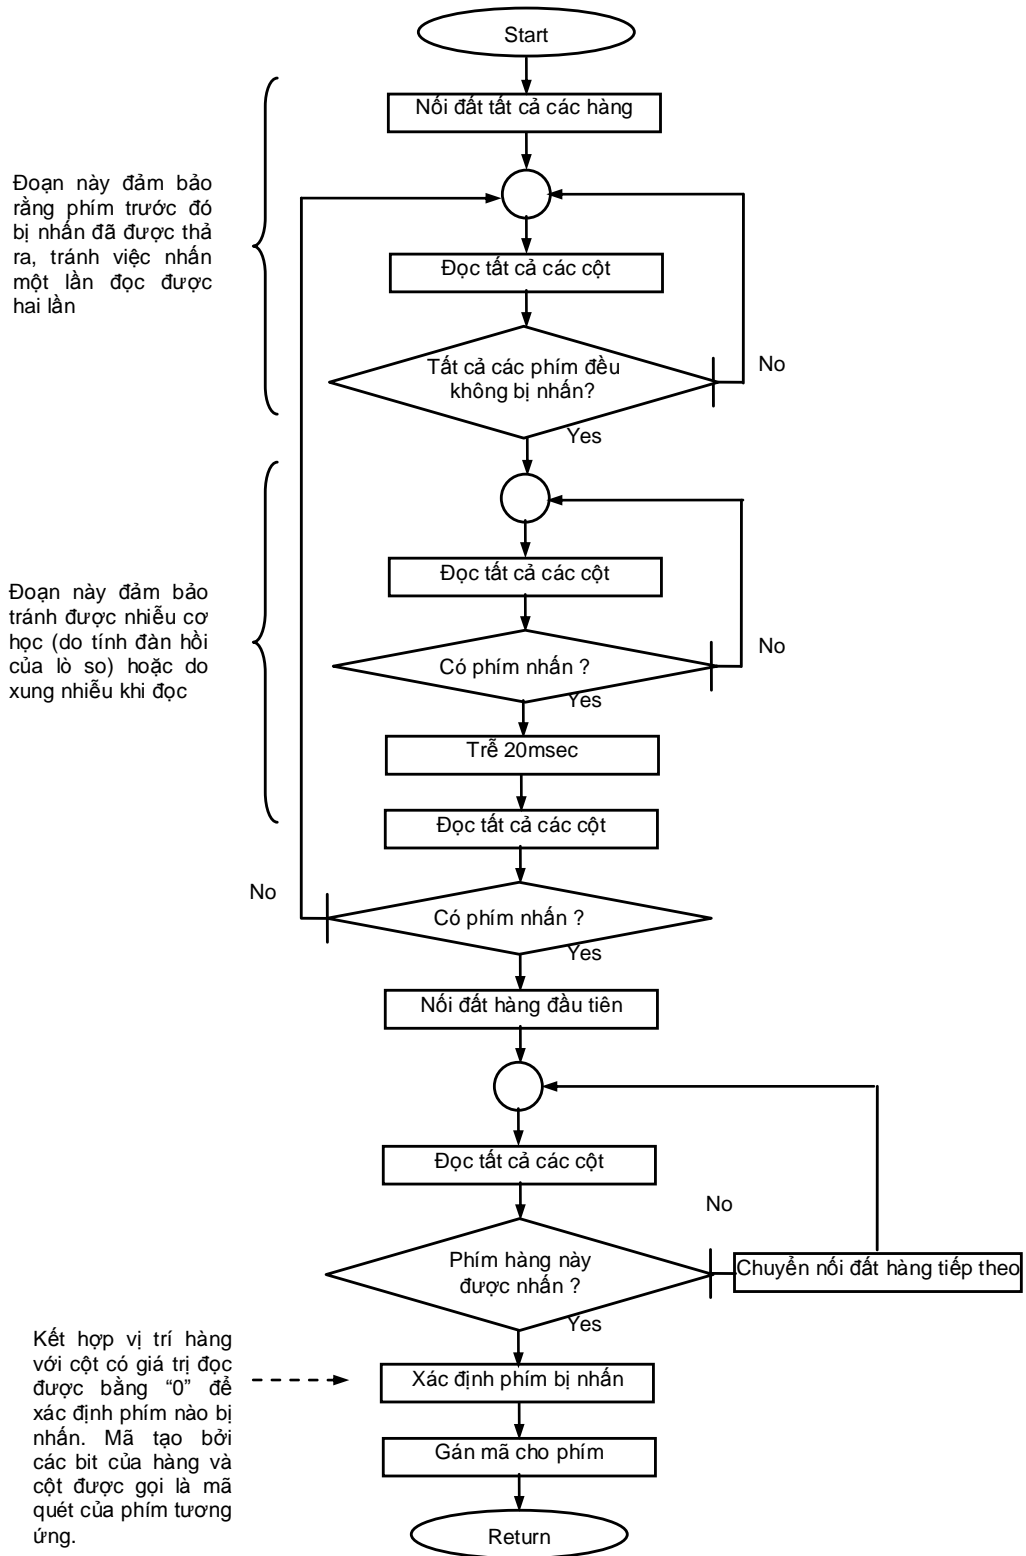 Start
Nối đất tất cả các hàng
Đoạn này đảm bảo
rằng phím trước đó
bị nhấn đã được thả
ra, tránh việc nhấn
một lần đọc được
hai lần
Đọc tất cả các cột
Tất cả các phím đều
không bị nhấn?
No
Yes
Đọc tất cả các cột
Đoạn này đảm bảo
tránh được nhiễu cơ
học (do tính đàn hồi
của lò so) hoặc do
xung nhiễu khi đọc
Có phím nhấn ?
No
Yes
Trễ 20msec
Đọc tất cả các cột
No
Có phím nhấn ?
Yes
Nối đất hàng đầu tiên
Đọc tất cả các cột
No
Phím hàng này
được nhấn ?
Chuyển nối đất hàng tiếp theo
Yes
Kết hợp vị trí hàng
với cột có giá trị đọc
được bằng “0” để
xác định phím nào bị
nhấn. Mã tạo bởi
các bit của hàng và
cột được gọi là mã
quét của phím tương
ứng.
Xác định phím bị nhấn
Gán mã cho phím
Return